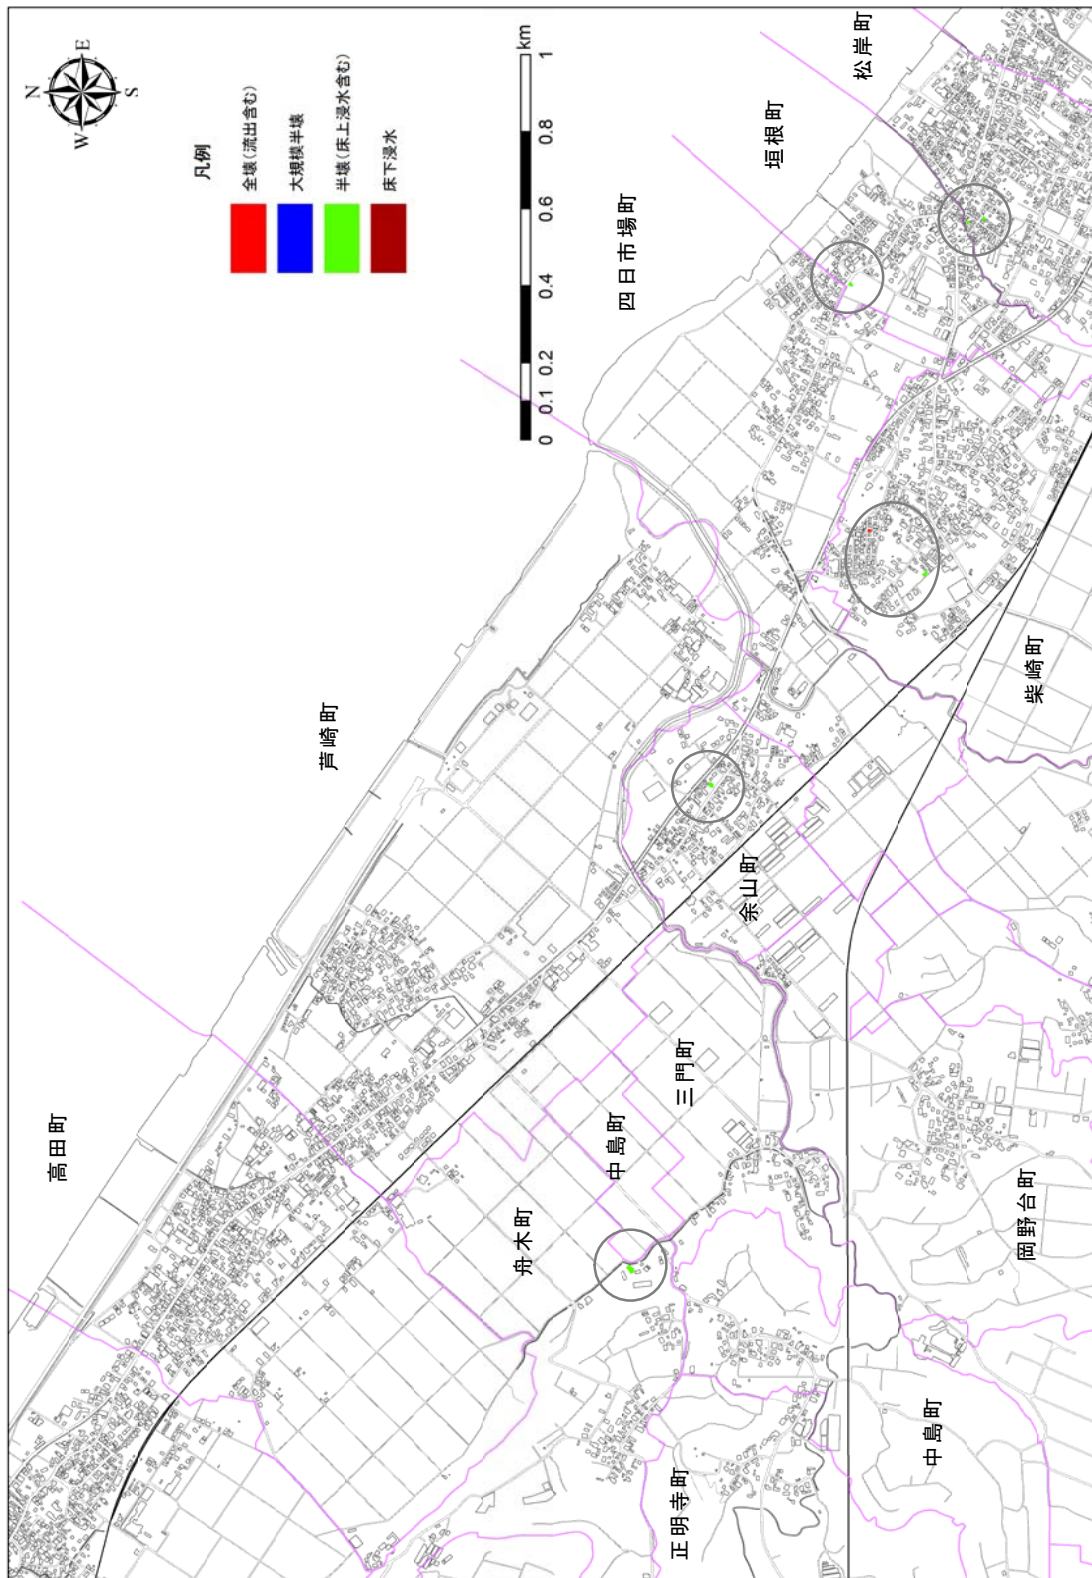 N
E
S
W
凡例
全壊(流出含む)
大規模半壊
半壊(床上浸水含む)
床下浸水
km
0 0.1 0.2 0.4 0.6 0.8 1
松岸町
垣根町
四日市場町
芦崎町
高田町
柴崎町
余山町
三門町
中島町
舟木町
岡野台町
中島町
正明寺町